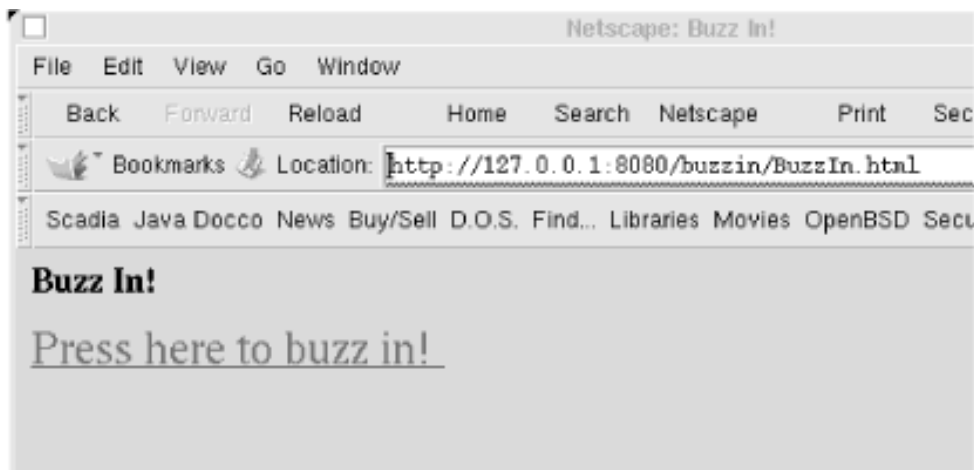 Netscape: Buzz In!
File Edit View Go Window
Back Forward Reload Home Search Netscape Print Sec
Bookmarks Location: http://127.0.0.1:8080/buzzin/BuzzIn.html
Scadia Java Docco News Buy/Sell D.O.S. Find... Libraries Movies OpenBSD Secu
Buzz In!
Press here to buzz in!